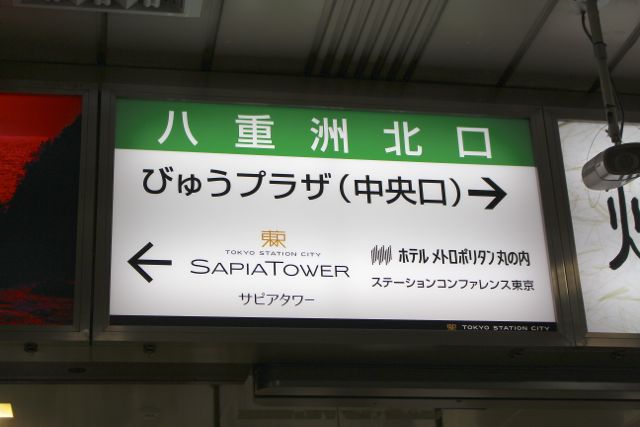 八重洲北口
びゅうプラザ(中央口)→
← TOKYO STATION CITY
SAPIATOWER
サピアタワー
ホテル メトロポリタン丸の内
ステーションコンファレンス東京
TOKYO STATION CITY